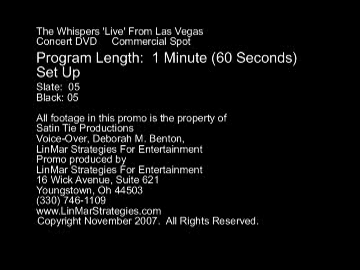 The Whispers 'Live' From Las Vegas
Concert DVD Commercial Spot
Program Length: 1 Minute (60 Seconds)
Set Up
Slate: 05
Black: 05
All footage in this promo is the property of
Satin Tie Productions
Voice-Over, Deborah M. Benton,
LinMar Strategies For Entertainment
Promo produced by
LinMar Strategies For Entertainment
16 Wick Avenue, Suite 621
Youngstown, Oh 44503
(330) 746-1109
www.LinMarStrategies.com
Copyright November 2007. All Rights Reserved.